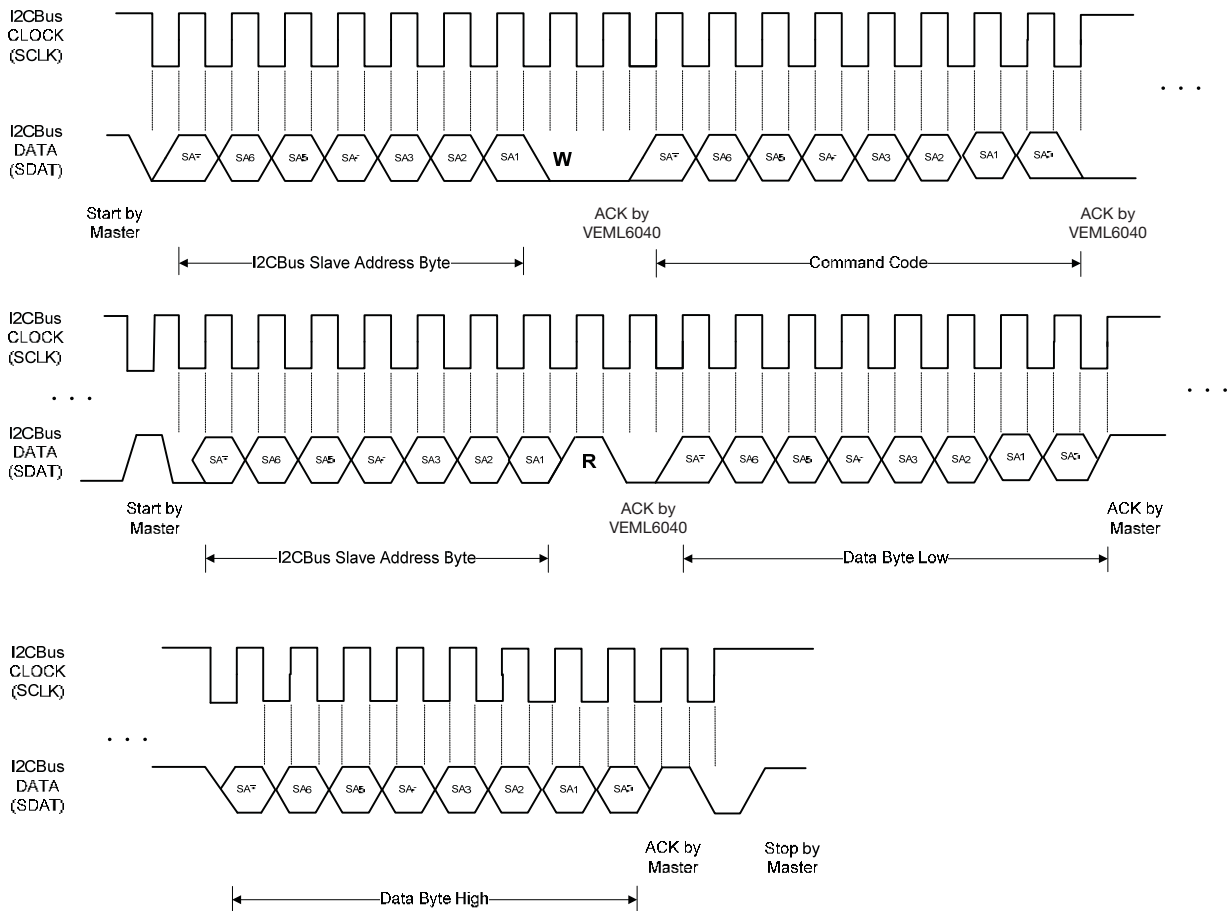 I2CBus
CLOCK
(SCLK)
. . .
I2CBus
DATA
(SDAT)
SA6 SA5 SA3 SA2 SA1 W SA6 SA5 SA3 SA2 SA1
Start by
Master
ACK by
VEML6040
ACK by
VEML6040
I2CBus Slave Address Byte
Command Code
I2CBus
CLOCK
(SCLK)
. . .
. . .
I2CBus
DATA
(SDAT)
SA6 SA5 SA3 SA2 SA1 R SA6 SA5 SA3 SA2 SA1
Start by
Master
ACK by
VEML6040
ACK by
Master
I2CBus Slave Address Byte
Data Byte Low
I2CBus
CLOCK
(SCLK)
. . .
I2CBus
DATA
(SDAT)
SA6 SA5 SA3 SA2 SA1
ACK by
Master
Stop by
Master
Data Byte High